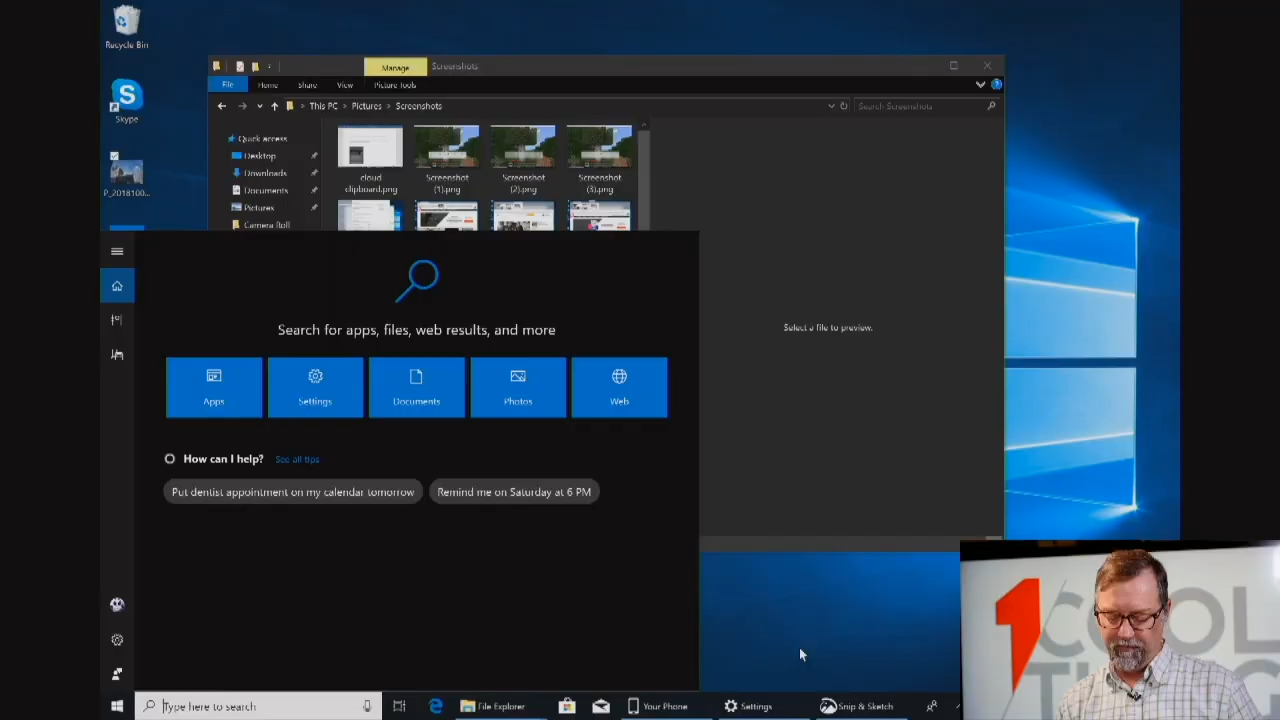 Recycle Bin
Skype
P_2018100...
Manage
Screenshots
File
Home
Share
View
Picture Tools
This PC
Pictures
Screenshots
Search Screenshots
Quick access
Desktop
Downloads
Documents
Pictures
Camera Roll
cloud
clipboard.png
Screenshot
(1).png
Screenshot
(2).png
Screenshot
(3).png
Select a file to preview.
Search for apps, files, web results, and more
Apps
Settings
Documents
Photos
Web
How can I help?
See all tips
Put dentist appointment on my calendar tomorrow
Remind me on Saturday at 6 PM
1 COOL
THING
Type here to search
File Explorer
Your Phone
Settings
Snip & Sketch